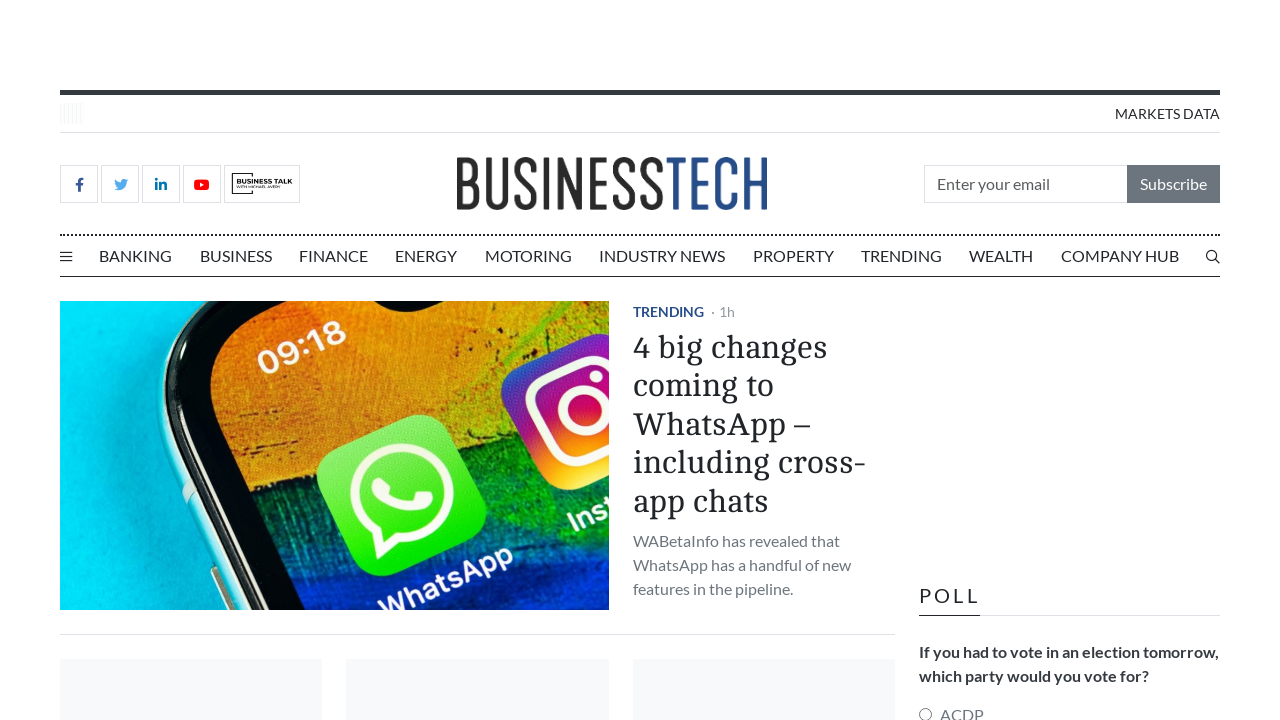 MARKETS DATA
BUSINESS TALK
WITH MICHAEL AVERY
BUSINESSTECH
Enter your email
Subscribe
BANKING
BUSINESS
FINANCE
ENERGY
MOTORING
INDUSTRY NEWS
PROPERTY
TRENDING
WEALTH
COMPANY HUB
09:18
WhatsApp
Inst
TRENDING · 1h
4 big changes
coming to
WhatsApp –
including cross-
app chats
WABetaInfo has revealed that
WhatsApp has a handful of new
features in the pipeline.
POLL
If you had to vote in an election tomorrow,
which party would you vote for?
ACDP